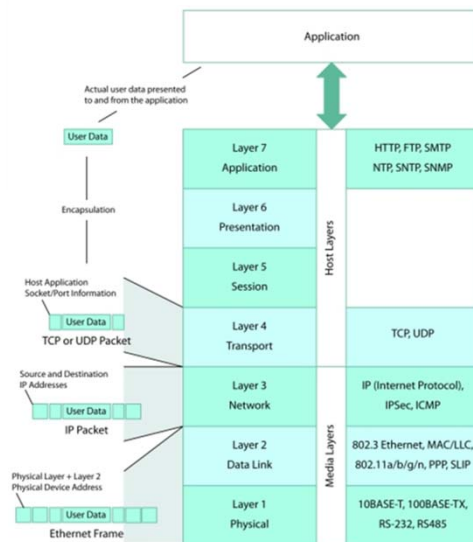 Application
Actual user data presented
to and from the application
User Data
Layer 7
Application
HTTP, FTP, SMTP
NTP, SNTP, SNMP
Encapsulation
Layer 6
Presentation
Host Layers
Layer 5
Session
Host Application
Socket/Port Information
User Data
TCP or UDP Packet
Layer 4
Transport
TCP, UDP
Source and Destination
IP Addresses
User Data
IP Packet
Layer 3
Network
IP (Internet Protocol),
IPSec, ICMP
Media Layers
Layer 2
Data Link
802.3 Ethernet, MAC/LLC,
802.11a/b/g/n, PPP, SLIP
Physical Layer + Layer 2
Physical Device Address
User Data
Ethernet Frame
Layer 1
Physical
10BASE-T, 100BASE-TX,
RS-232, RS485